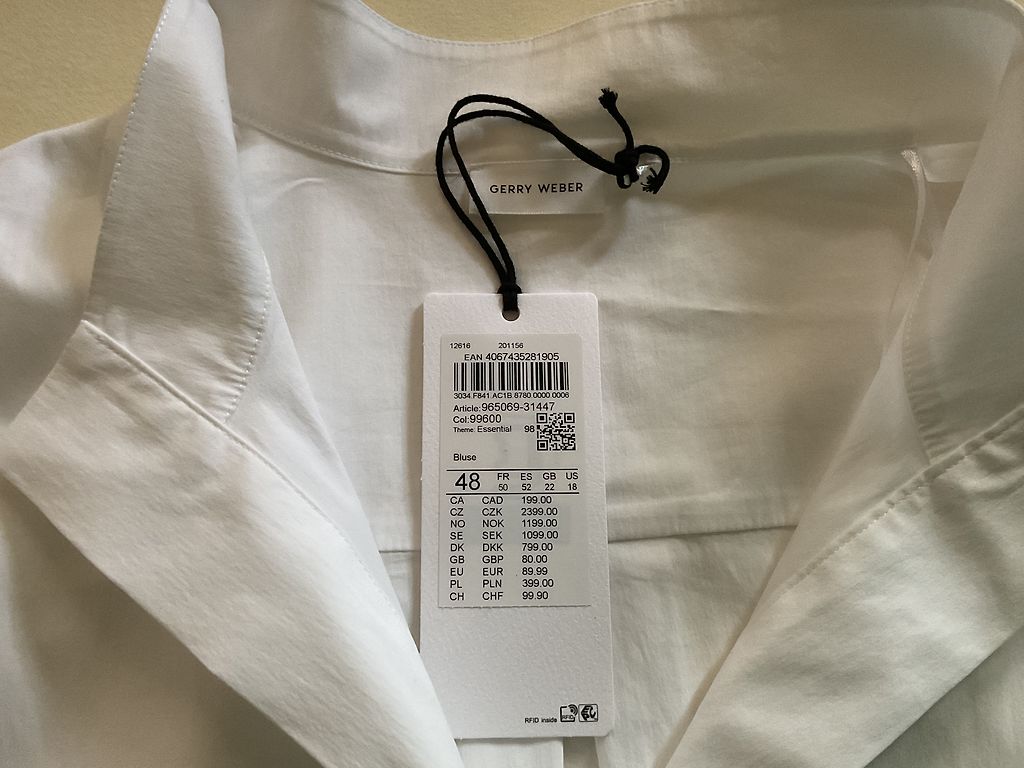 GERRY WEBER
12616 201156
EAN 4067435281905
3034.F841.AC1B.8780.0000.0006
Article:965069-31447
Col:99600
Theme: Essential 98
Bluse
48 FR ES GB US
50 52 22 18
CA CAD 199.00
CZ CZK 2399.00
NO NOK 1199.00
SE SEK 1099.00
DK DKK 799.00
GB GBP 80.00
EU EUR 89.99
PL PLN 399.00
CH CHF 99.90
RFID inside RFID